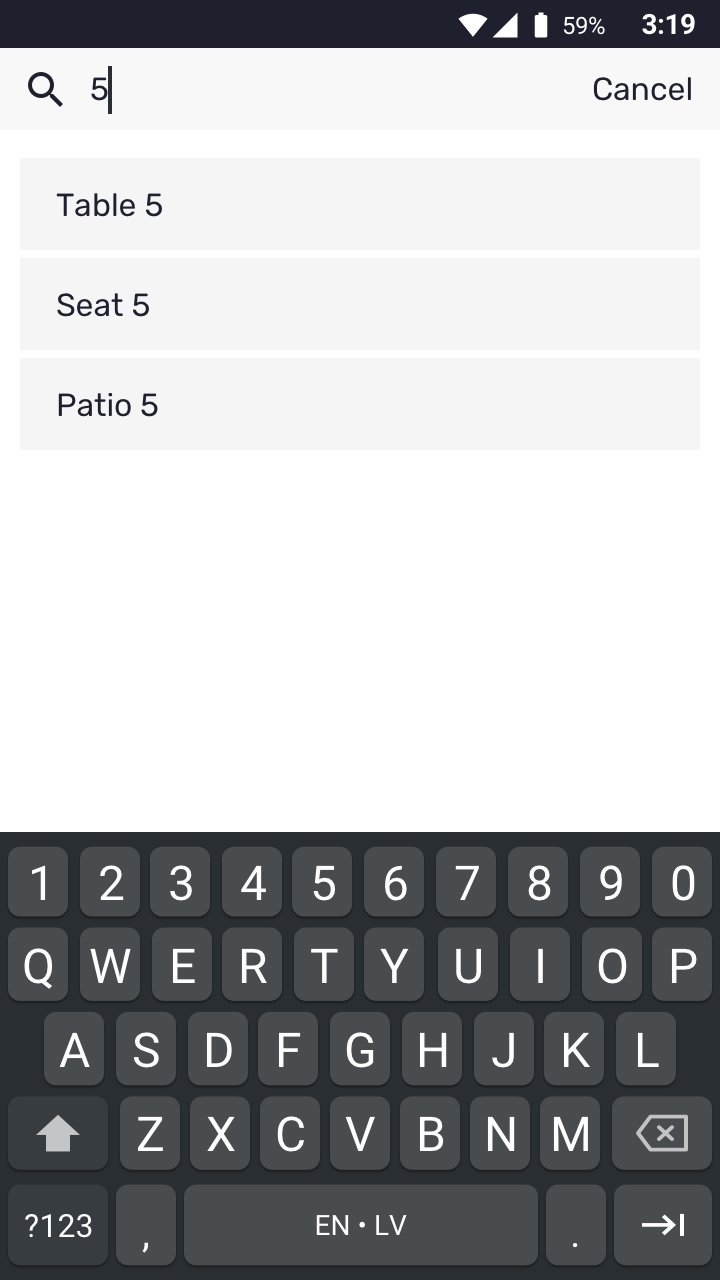 59% 3:19
5 Cancel
Table 5
Seat 5
Patio 5
1 2 3 4 5 6 7 8 9 0
Q W E R T Y U I O P
A S D F G H J K L
Z X C V B N M
?123 , EN • LV .